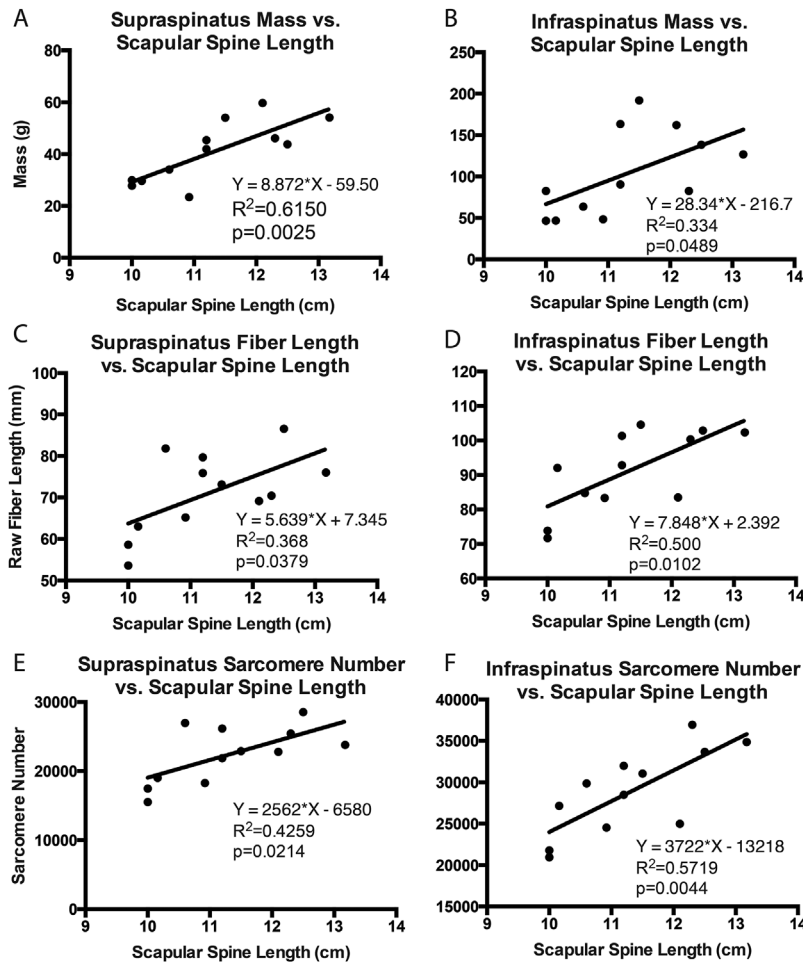 A
Supraspinatus Mass vs.
Scapular Spine Length
80
60
40
20
0
Mass (g)
Y = 8.872*X - 59.50
R²=0.6150
p=0.0025
9 10 11 12 13 14
Scapular Spine Length (cm)
B
Infraspinatus Mass vs.
Scapular Spine Length
250
200
150
100
50
0
Y = 28.34*X - 216.7
R²=0.334
p=0.0489
9 10 11 12 13 14
Scapular Spine Length (cm)
C
Supraspinatus Fiber Length
vs. Scapular Spine Length
100
90
80
70
60
50
Raw Fiber Length (mm)
Y = 5.639*X + 7.345
R²=0.368
p=0.0379
9 10 11 12 13 14
Scapular Spine Length (cm)
D
Infraspinatus Fiber Length
vs. Scapular Spine Length
120
110
100
90
80
70
60
Y = 7.848*X + 2.392
R²=0.500
p=0.0102
9 10 11 12 13 14
Scapular Spine Length (cm)
E
Supraspinatus Sarcomere Number
vs. Scapular Spine Length
30000
20000
10000
0
Sarcomere Number
Y = 2562*X - 6580
R²=0.4259
p=0.0214
9 10 11 12 13 14
Scapular Spine Length (cm)
F
Infraspinatus Sarcomere Number
vs. Scapular Spine Length
40000
35000
30000
25000
20000
15000
Y = 3722*X - 13218
R²=0.5719
p=0.0044
9 10 11 12 13 14
Scapular Spine Length (cm)